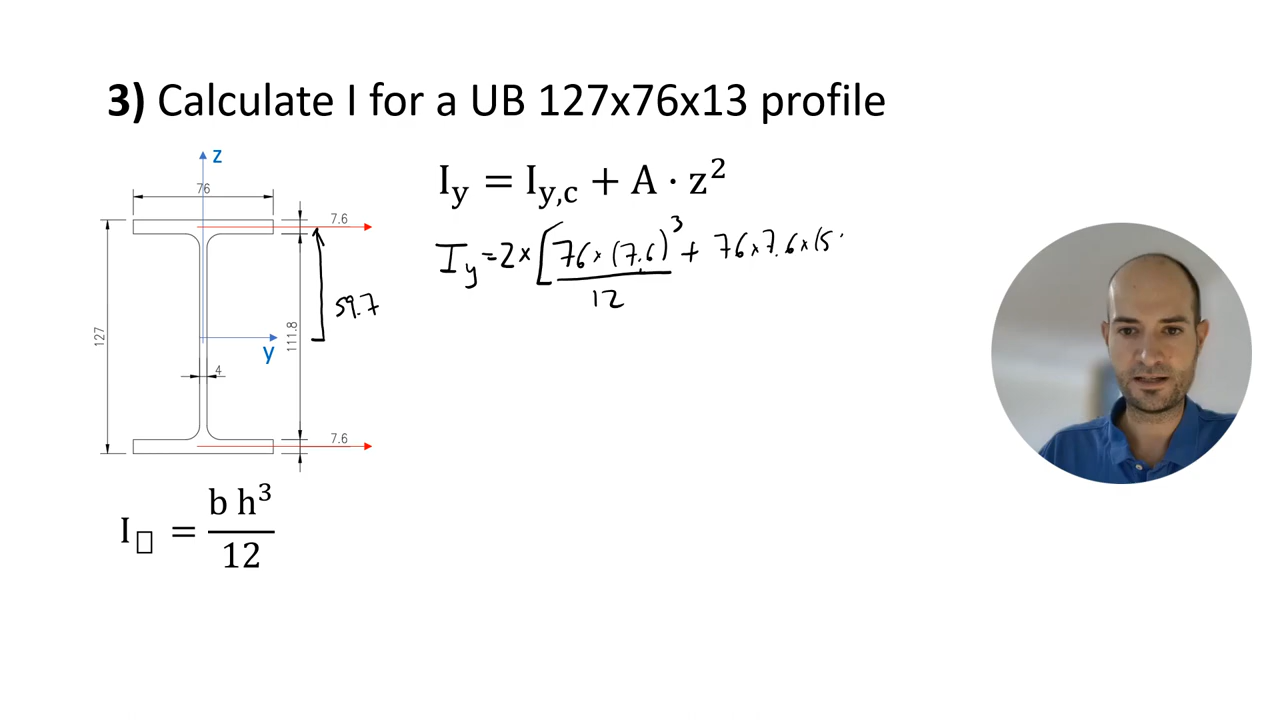 3) Calculate I for a UB 127x76x13 profile
z
76
7.6
127
59.7
111.8
y
4
7.6
I□ = b h³/12
I_y = I_y,c + A · z²
I_y = 2 × [76 × (7.6)³/12 + 76 × 7.6 × (5